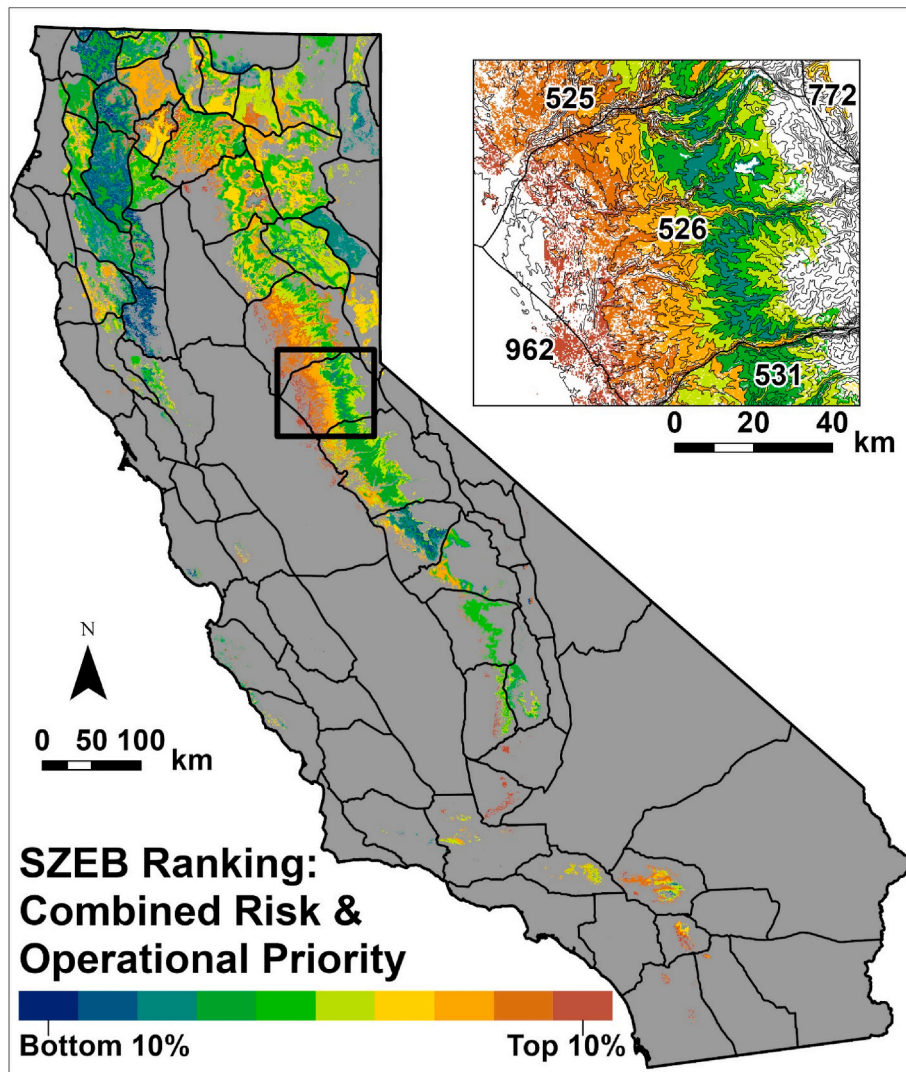 525
772
526
962
531
0 20 40
km
N
0 50 100
km
SZEB Ranking:
Combined Risk &
Operational Priority
Bottom 10%
Top 10%